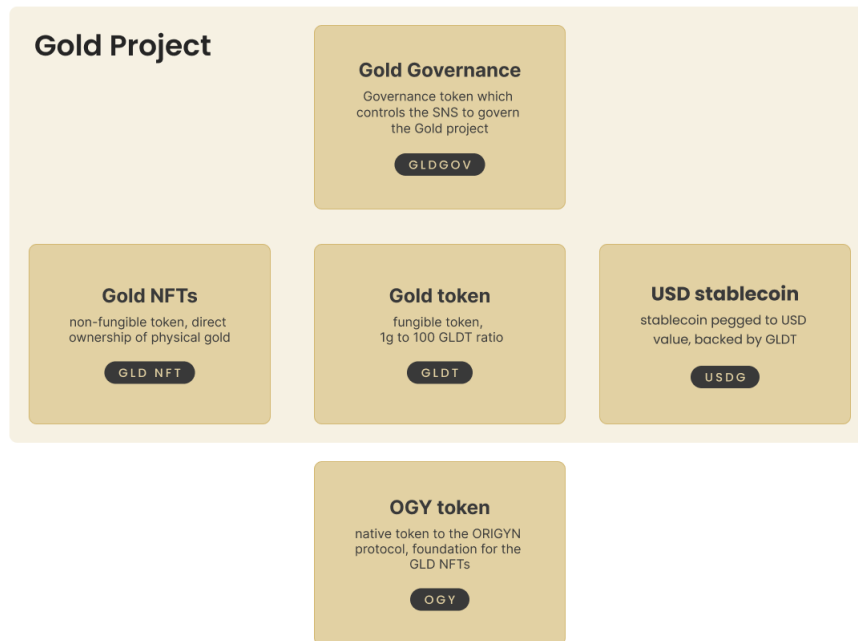 Gold Project
Gold Governance
Governance token which
controls the SNS to govern
the Gold project
GLDGOV
Gold NFTs
non-fungible token, direct
ownership of physical gold
GLD NFT
Gold token
fungible token,
1g to 100 GLDT ratio
GLDT
USD stablecoin
stablecoin pegged to USD
value, backed by GLDT
USDG
OGY token
native token to the ORIGYN
protocol, foundation for the
GLD NFTs
OGY